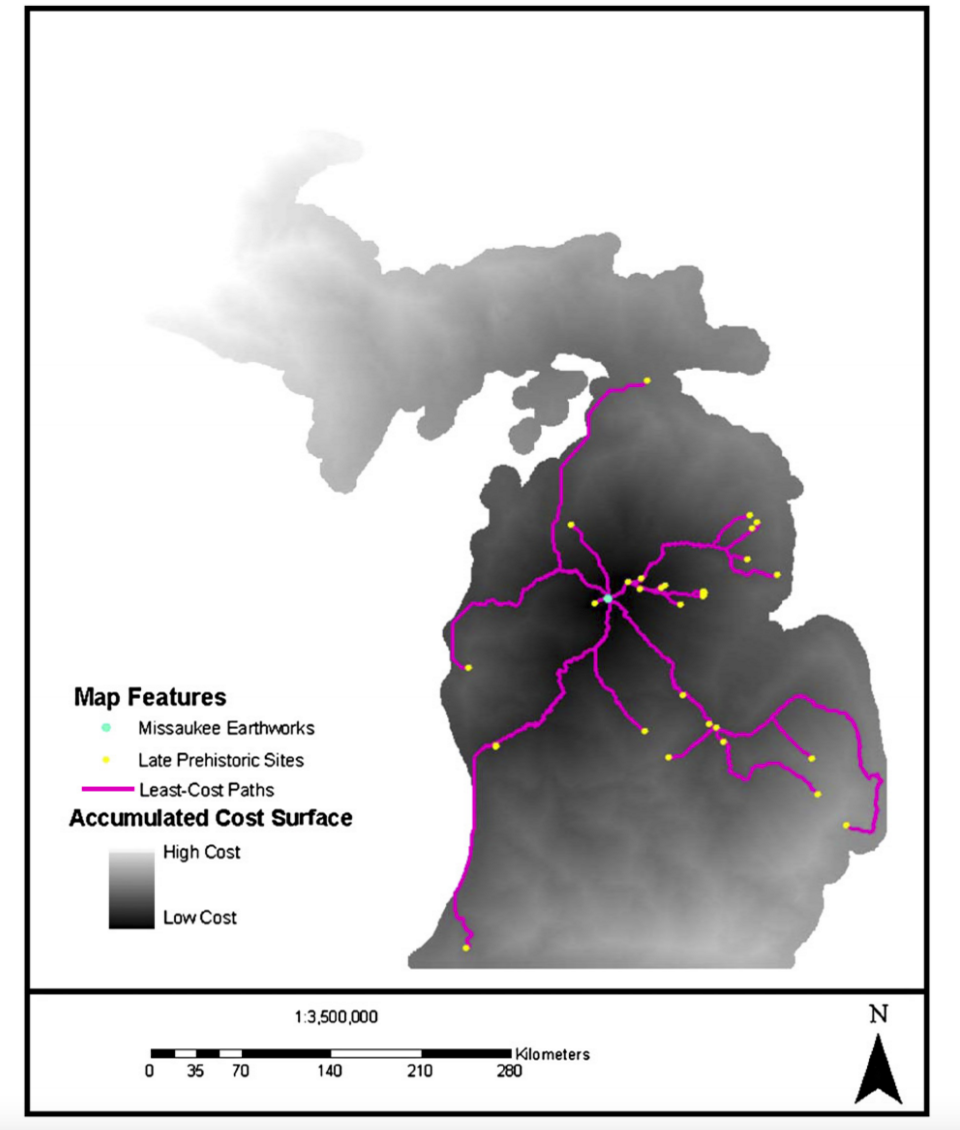 Map Features
Missaukee Earthworks
Late Prehistoric Sites
Least-Cost Paths
Accumulated Cost Surface
High Cost
Low Cost
1:3,500,000
N
Kilometers
0 35 70 140 210 280